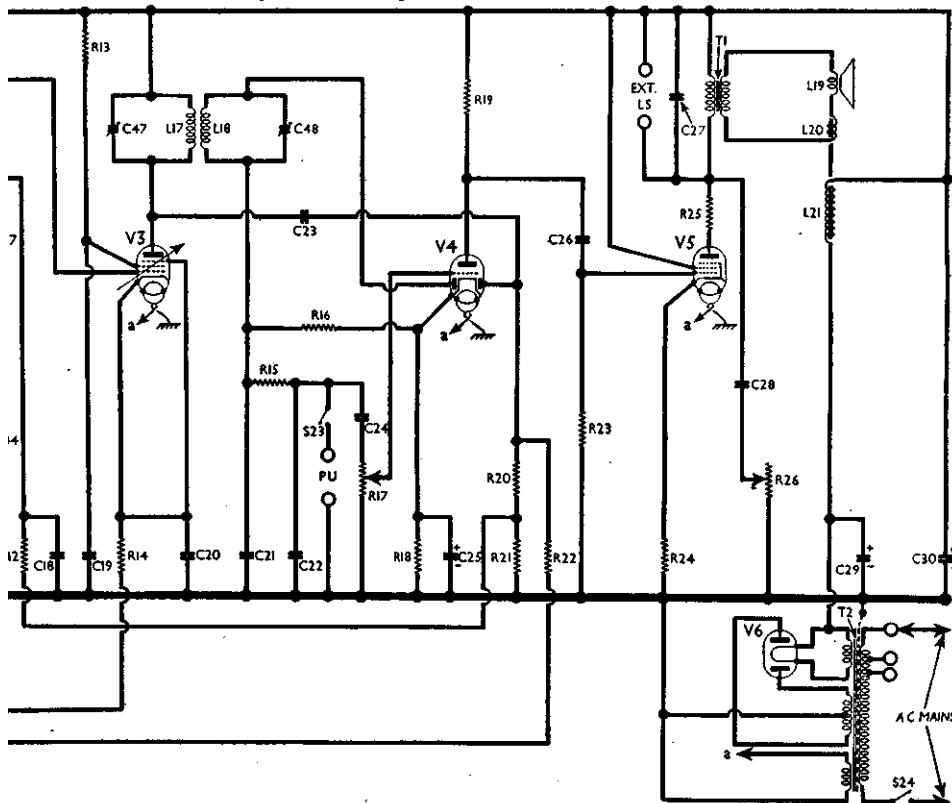 R13
T1
C47
L17
L18
C48
R19
EXT.
LS
C27
L19
L20
L21
R25
C23
C26
V3
V4
V5
a
a
a
7
R16
R15
C28
S23
C24
R23
PU
R17
R20
R26
C18
C19
R14
C20
C21
C22
R18
+
C25
-
R21
R22
R24
+
C29
-
C30
V6
T2
A C MAINS
a
S24